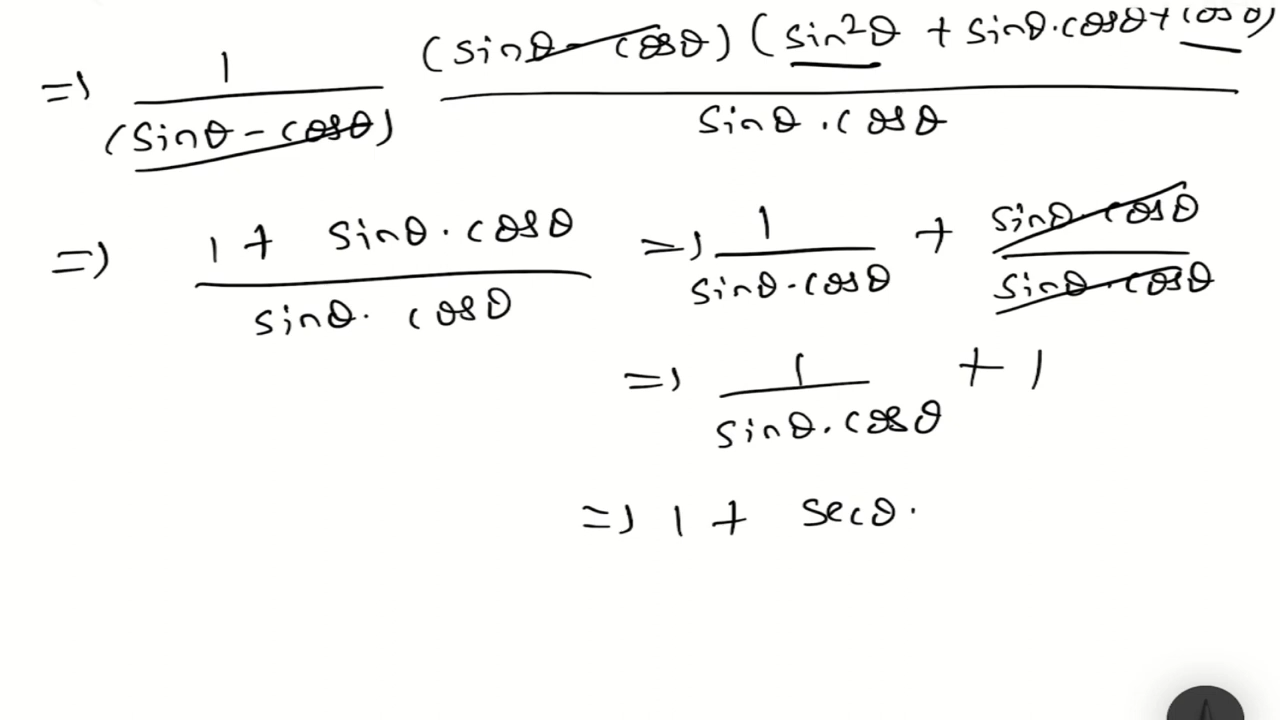 => 1/(sinθ - cosθ) (sinθ - cosθ)(sin²θ + sinθ.cosθ + cos²θ)/sinθ.cosθ
=> 1 + sinθ.cosθ/sinθ.cosθ => 1/sinθ.cosθ + sinθ.cosθ/sinθ.cosθ
=> 1/sinθ.cosθ + 1
=> 1 + secθ.